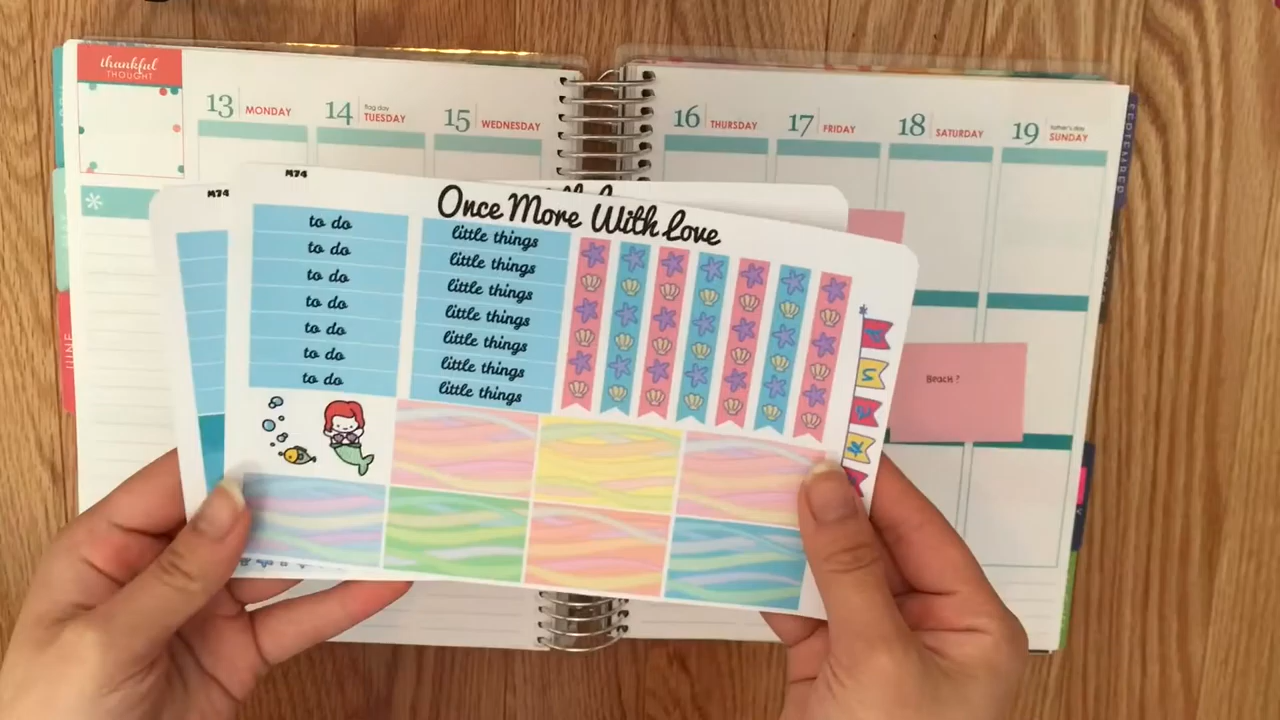 thankful
THOUGHT
13 MONDAY
14 flag day TUESDAY
15 WEDNESDAY
16 THURSDAY
17 FRIDAY
18 SATURDAY
19 father's day SUNDAY
SEPTEMBER
JUNE
M74
M74
Once More With Love
to do
to do
to do
to do
to do
to do
to do
little things
little things
little things
little things
little things
little things
little things
Beach ?